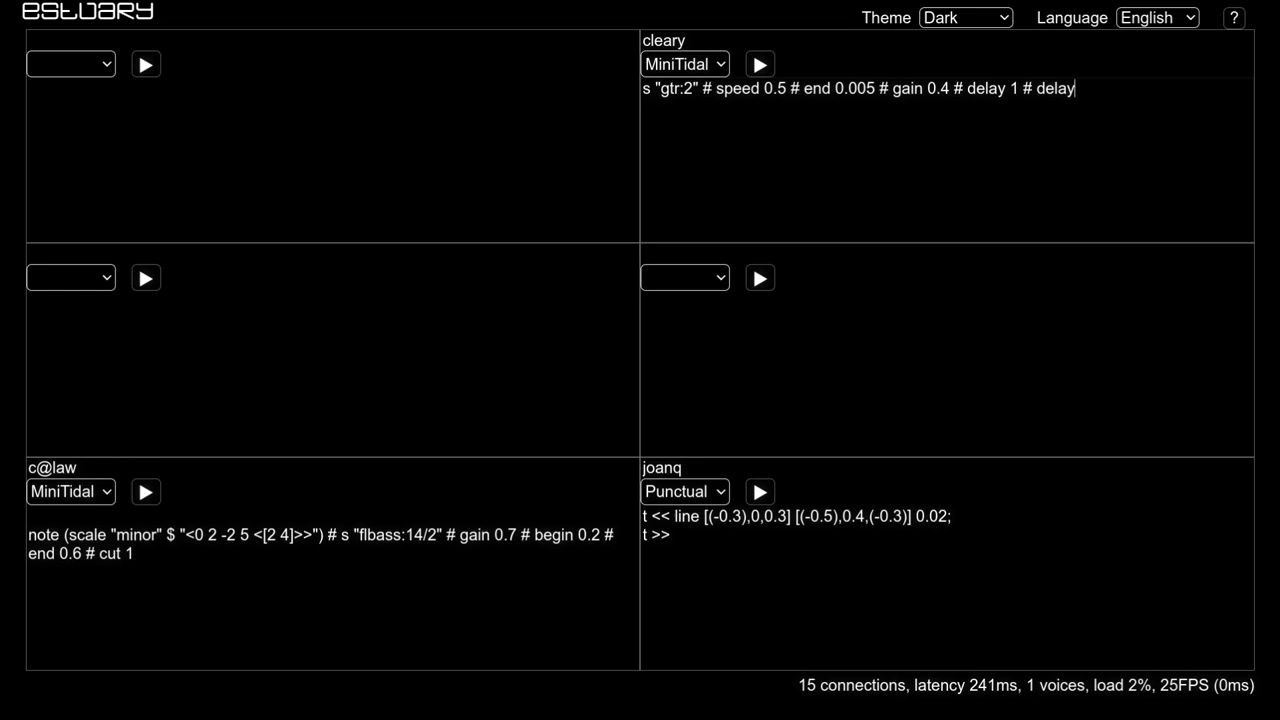 estuary
Theme Dark Language English ?
cleary
MiniTidal
s "gtr:2" # speed 0.5 # end 0.005 # gain 0.4 # delay 1 # delay
c@law
MiniTidal
note (scale "minor" $ "<0 2 -2 5 <[2 4]>>") # s "flbass:14/2" # gain 0.7 # begin 0.2 #
end 0.6 # cut 1
joanq
Punctual
t << line [(-0.3),0,0.3] [(-0.5),0.4,(-0.3)] 0.02;
t >>
15 connections, latency 241ms, 1 voices, load 2%, 25FPS (0ms)